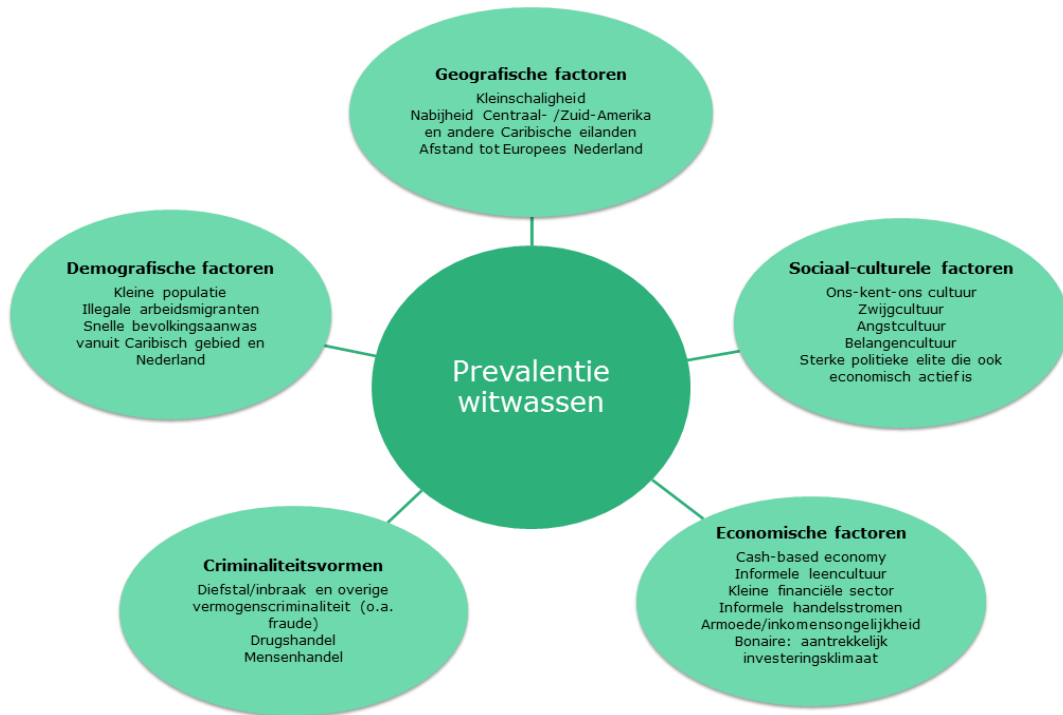 Geografische factoren
Kleinschaligheid
Nabijheid Centraal- /Zuid-Amerika
en andere Caribische eilanden
Afstand tot Europees Nederland
Demografische factoren
Kleine populatie
Illegale arbeidsmigranten
Snelle bevolkingsaanwas
vanuit Caribisch gebied en
Nederland
Sociaal-culturele factoren
Ons-kent-ons cultuur
Zwijgcultuur
Angstcultuur
Belangencultuur
Sterke politieke elite die ook
economisch actief is
Prevalentie
witwassen
Criminaliteitsvormen
Diefstal/inbraak en overige
vermogenscriminaliteit (o.a.
fraude)
Drugshandel
Mensenhandel
Economische factoren
Cash-based economy
Informele leencultuur
Kleine financiële sector
Informele handelsstromen
Armoede/inkomensongelijkheid
Bonaire: aantrekkelijk
investeringsklimaat